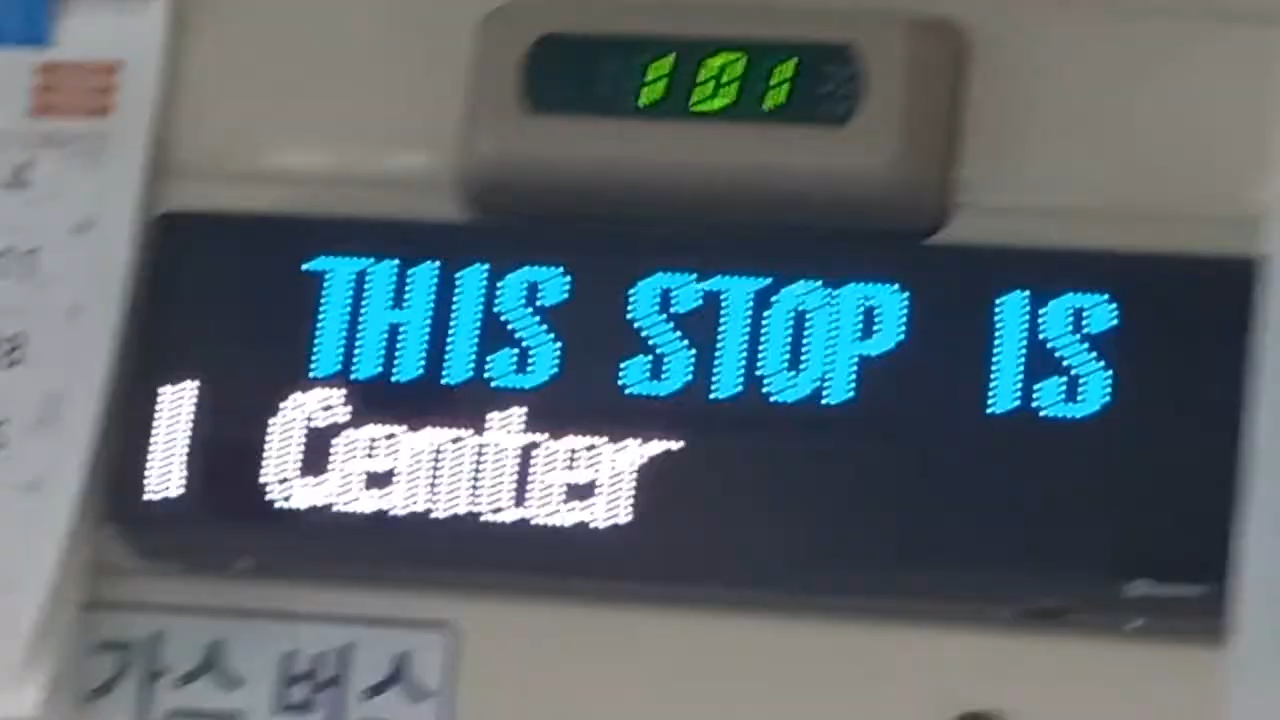 101
THIS STOP IS
l Center
가스버스